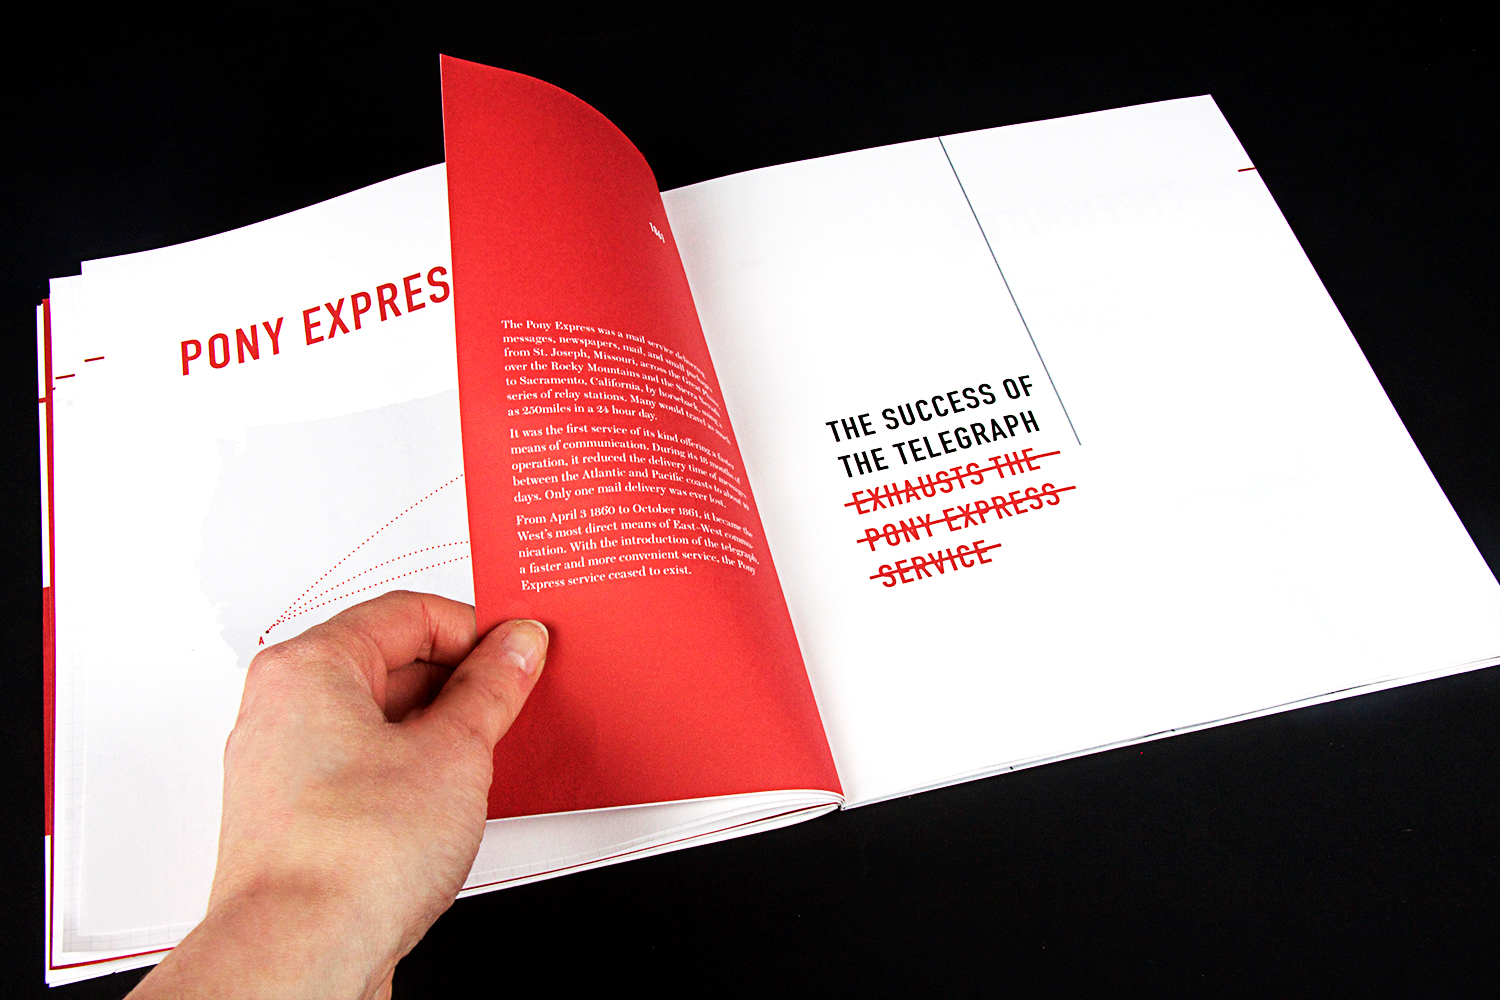 PONY EXPRES
A
1861
The Pony Express was a mail service delivering
messages, newspapers, mail, and small packages
from St. Joseph, Missouri, across the Great Plains,
over the Rocky Mountains and the Sierra Nevada
to Sacramento, California, by horseback, using a
series of relay stations. Many would travel as much
as 250miles in a 24 hour day.
It was the first service of its kind offering a faster
means of communication. During its 18 months of
operation, it reduced the delivery time of messages
between the Atlantic and Pacific coasts to about 10
days. Only one mail delivery was ever lost.
From April 3 1860 to October 1861, it became the
West's most direct means of East–West commu-
nication. With the introduction of the telegraph,
a faster and more convenient service, the Pony
Express service ceased to exist.
THE SUCCESS OF
THE TELEGRAPH
EXHAUSTS THE
PONY EXPRESS
SERVICE